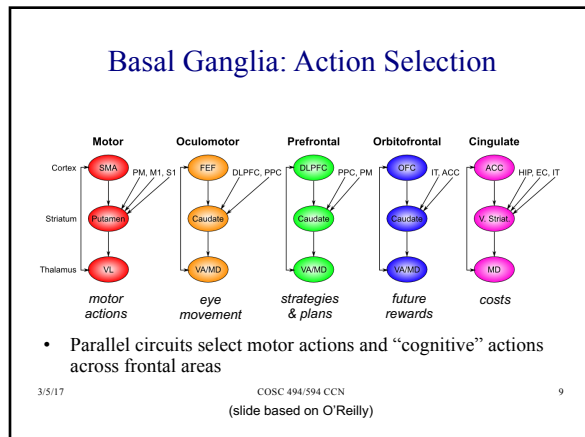 Basal Ganglia: Action Selection
Motor Oculomotor Prefrontal Orbitofrontal Cingulate
Cortex SMA PM, M1, S1 FEF DLPFC, PPC DLPFC PPC, PM OFC IT, ACC ACC HIP, EC, IT
Striatum Putamen Caudate Caudate Caudate V. Striat.
Thalamus VL VA/MD VA/MD VA/MD MD
motor eye strategies future costs
actions movement & plans rewards
• Parallel circuits select motor actions and “cognitive” actions
across frontal areas
3/5/17 COSC 494/594 CCN 9
(slide based on O'Reilly)